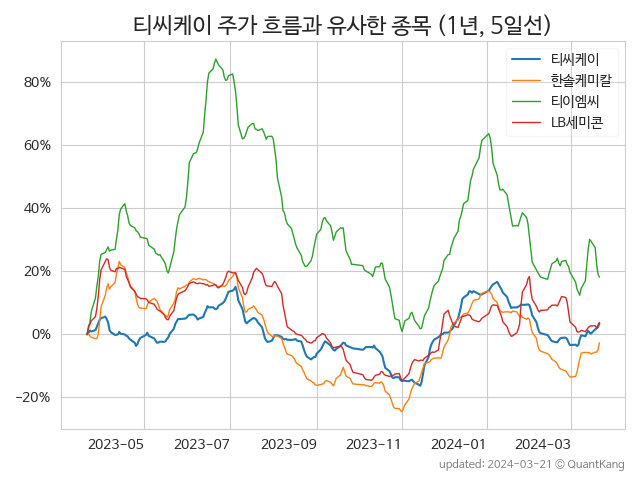 티씨케이 주가 흐름과 유사한 종목 (1년, 5일선)
티씨케이
한솔케미칼
티이엠씨
LB세미콘
80%
60%
40%
20%
0%
−20%
2023-05 2023-07 2023-09 2023-11 2024-01 2024-03
updated: 2024-03-21 © QuantKang